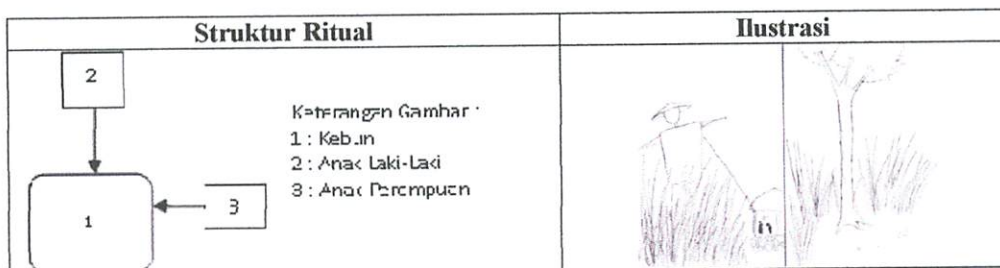 Struktur Ritual
Ilustrasi
2
Keterangan Gambar :
1 : Kebun
2 : Anak Laki-Laki
3 : Anak Perempuan
1
3